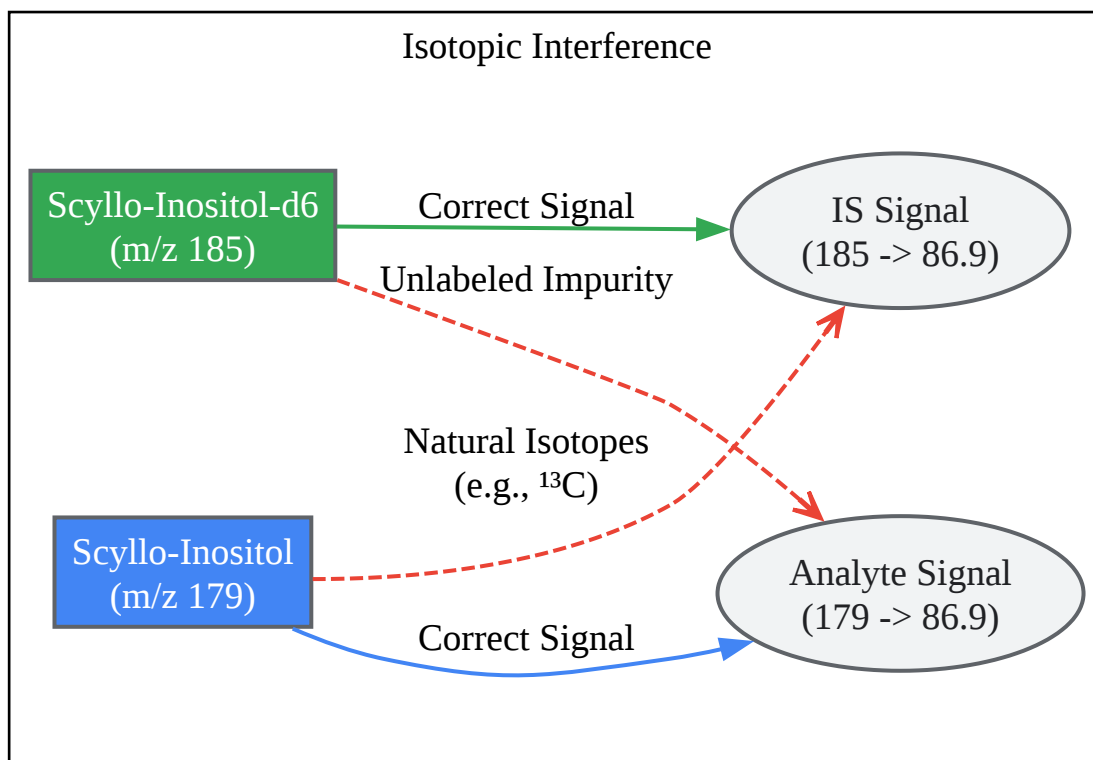 Isotopic Interference
Scyllo-Inositol-d6
(m/z 185)
Correct Signal
IS Signal
(185 -> 86.9)
Unlabeled Impurity
Natural Isotopes
(e.g., ¹³C)
Scyllo-Inositol
(m/z 179)
Correct Signal
Analyte Signal
(179 -> 86.9)